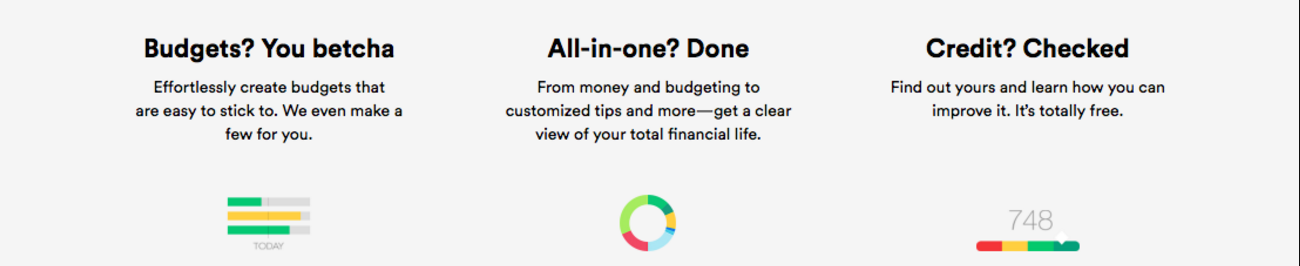 Budgets? You betcha
Effortlessly create budgets that
are easy to stick to. We even make a
few for you.
TODAY
All-in-one? Done
From money and budgeting to
customized tips and more—get a clear
view of your total financial life.
Credit? Checked
Find out yours and learn how you can
improve it. It’s totally free.
748